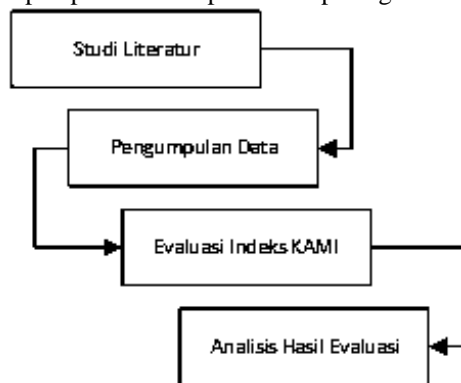 Studi Literatur
Pengumpulan Data
Evaluasi Indeks KAMI
Analisis Hasil Evaluasi